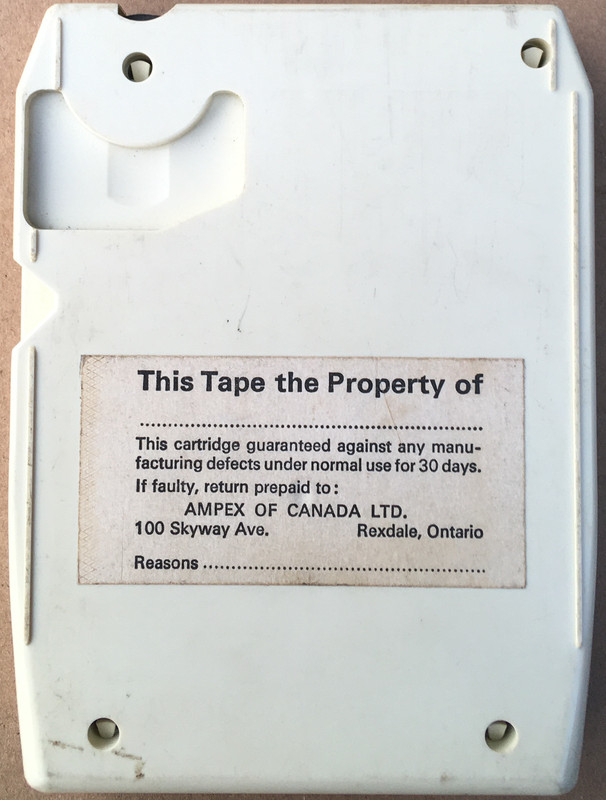 This Tape the Property of
................................................................
This cartridge guaranteed against any manu-
facturing defects under normal use for 30 days.
If faulty, return prepaid to:
AMPEX OF CANADA LTD.
100 Skyway Ave. Rexdale, Ontario
Reasons ....................................................